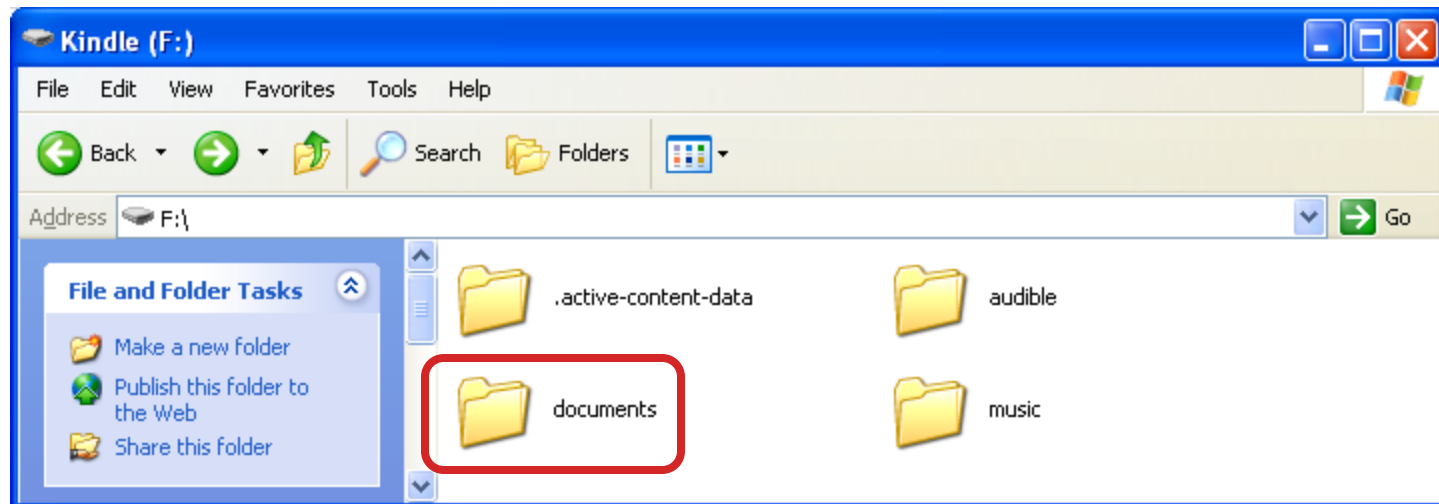 Kindle (F:)
File Edit View Favorites Tools Help
Back Search Folders
Address F:\ Go
File and Folder Tasks
Make a new folder
Publish this folder to
the Web
Share this folder
.active-content-data audible
documents music